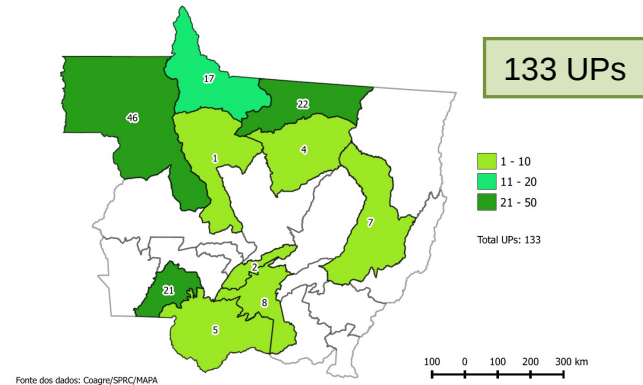 133 UPs
17
46
22
1
4
7
2
21
8
5
1 - 10
11 - 20
21 - 50
Total UPs: 133
100 0 100 200 300 km
Fonte dos dados: Coagre/SPRC/MAPA